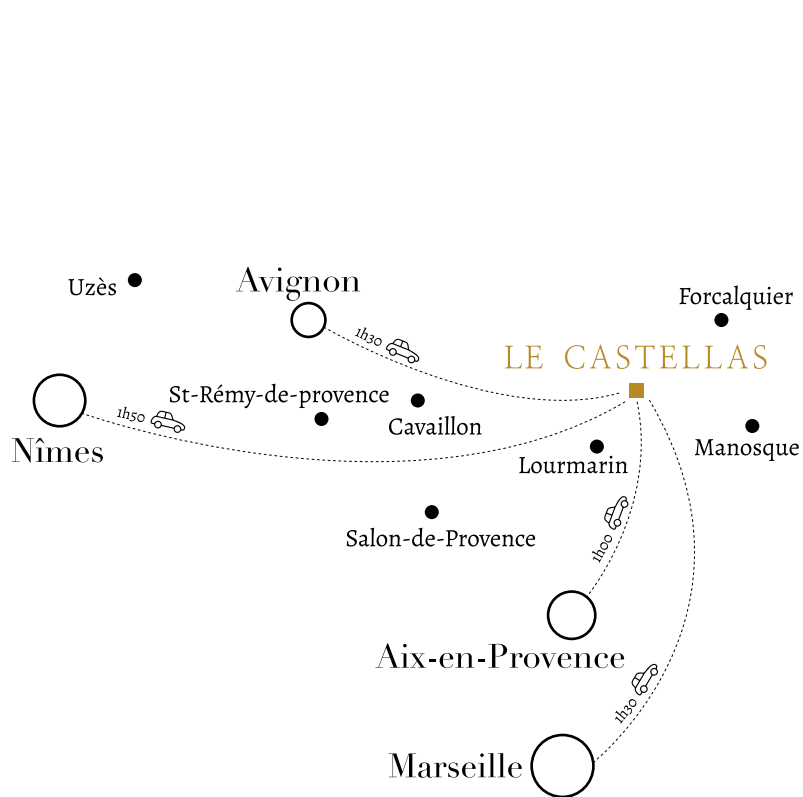 Avignon
Uzès
Forcalquier
1h30
LE CASTELLAS
St-Rémy-de-provence
1h50
Cavaillon
Nîmes
Manosque
Lourmarin
Salon-de-Provence
1h00
Aix-en-Provence
1h30
Marseille